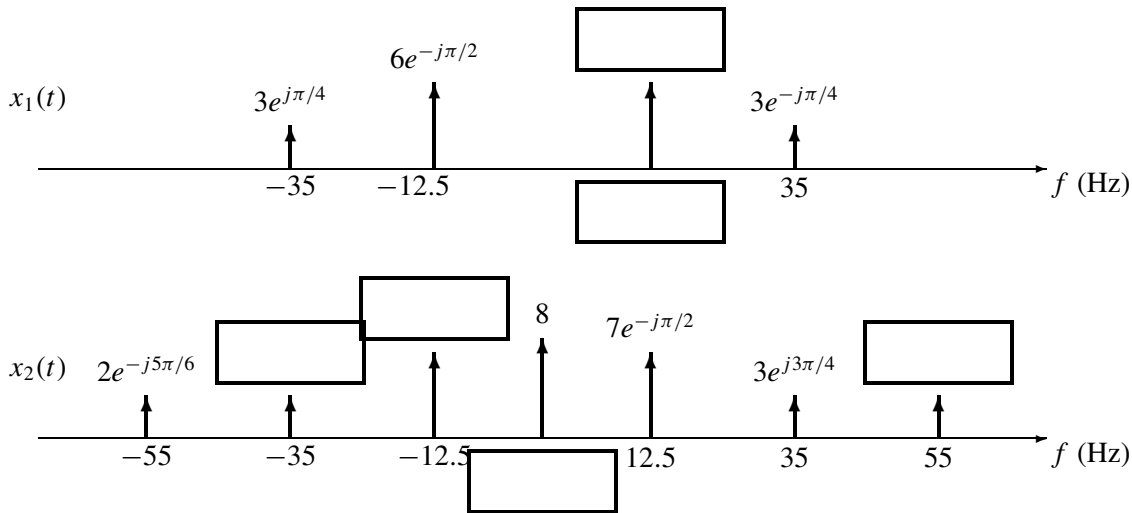 6e^{-jπ/2}
x_1(t) 3e^{jπ/4} 3e^{-jπ/4}
−35 −12.5 35 f (Hz)
8 7e^{-jπ/2}
x_2(t) 2e^{-j5π/6} 3e^{j3π/4}
−55 −35 −12.5 12.5 35 55 f (Hz)